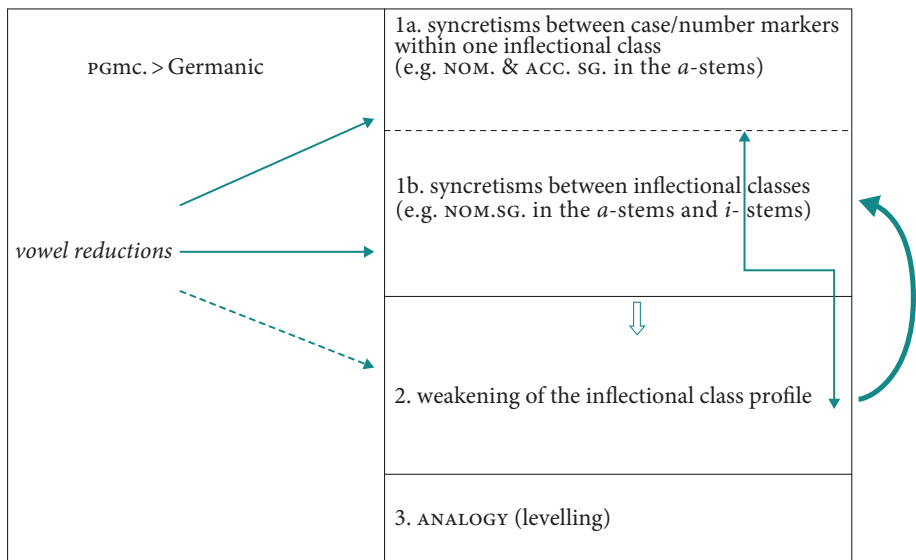 PGmc. > Germanic
vowel reductions
1a. syncretisms between case/number markers
within one inflectional class
(e.g. NOM. & ACC. SG. in the a-stems)
1b. syncretisms between inflectional classes
(e.g. NOM.SG. in the a-stems and i- stems)
2. weakening of the inflectional class profile
3. ANALOGY (levelling)